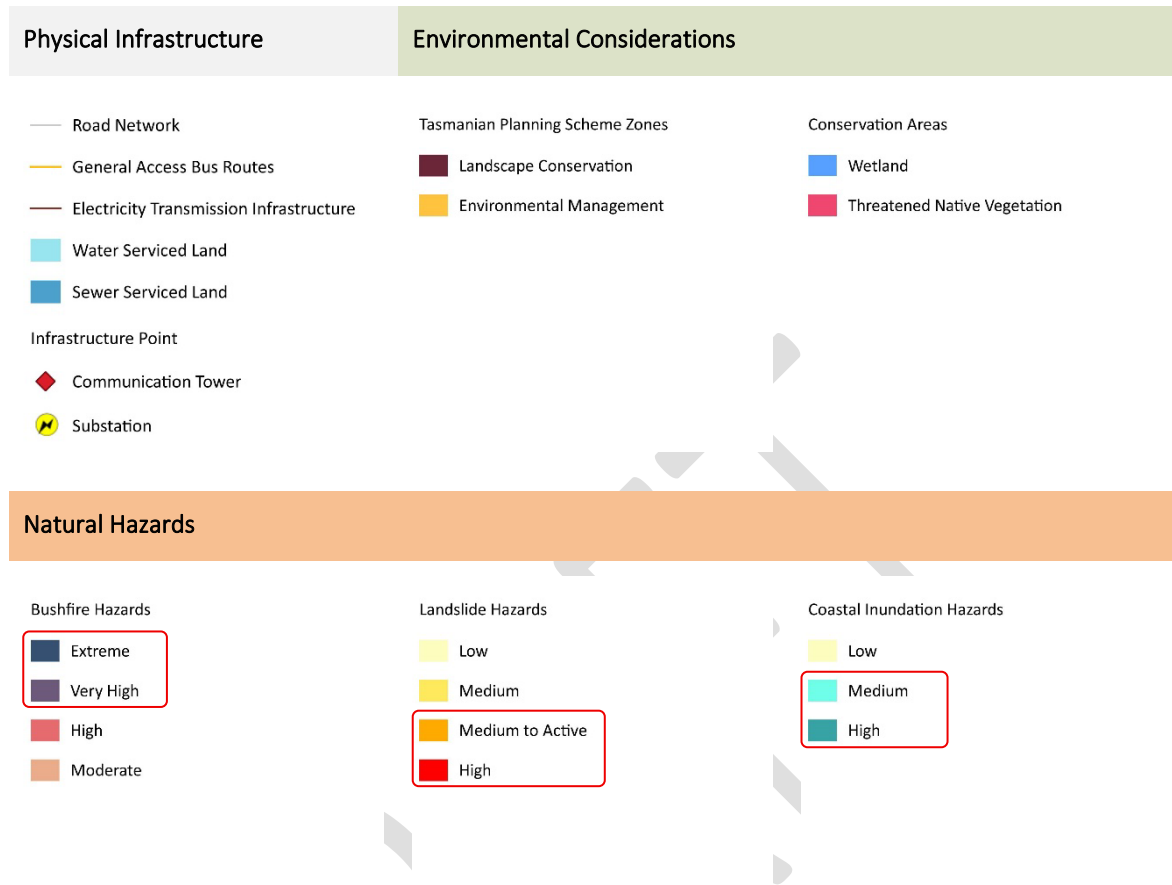 Physical Infrastructure
Environmental Considerations
Road Network
General Access Bus Routes
Electricity Transmission Infrastructure
Water Serviced Land
Sewer Serviced Land
Infrastructure Point
Communication Tower
Substation
Tasmanian Planning Scheme Zones
Landscape Conservation
Environmental Management
Conservation Areas
Wetland
Threatened Native Vegetation
Natural Hazards
Bushfire Hazards
Extreme
Very High
High
Moderate
Landslide Hazards
Low
Medium
Medium to Active
High
Coastal Inundation Hazards
Low
Medium
High